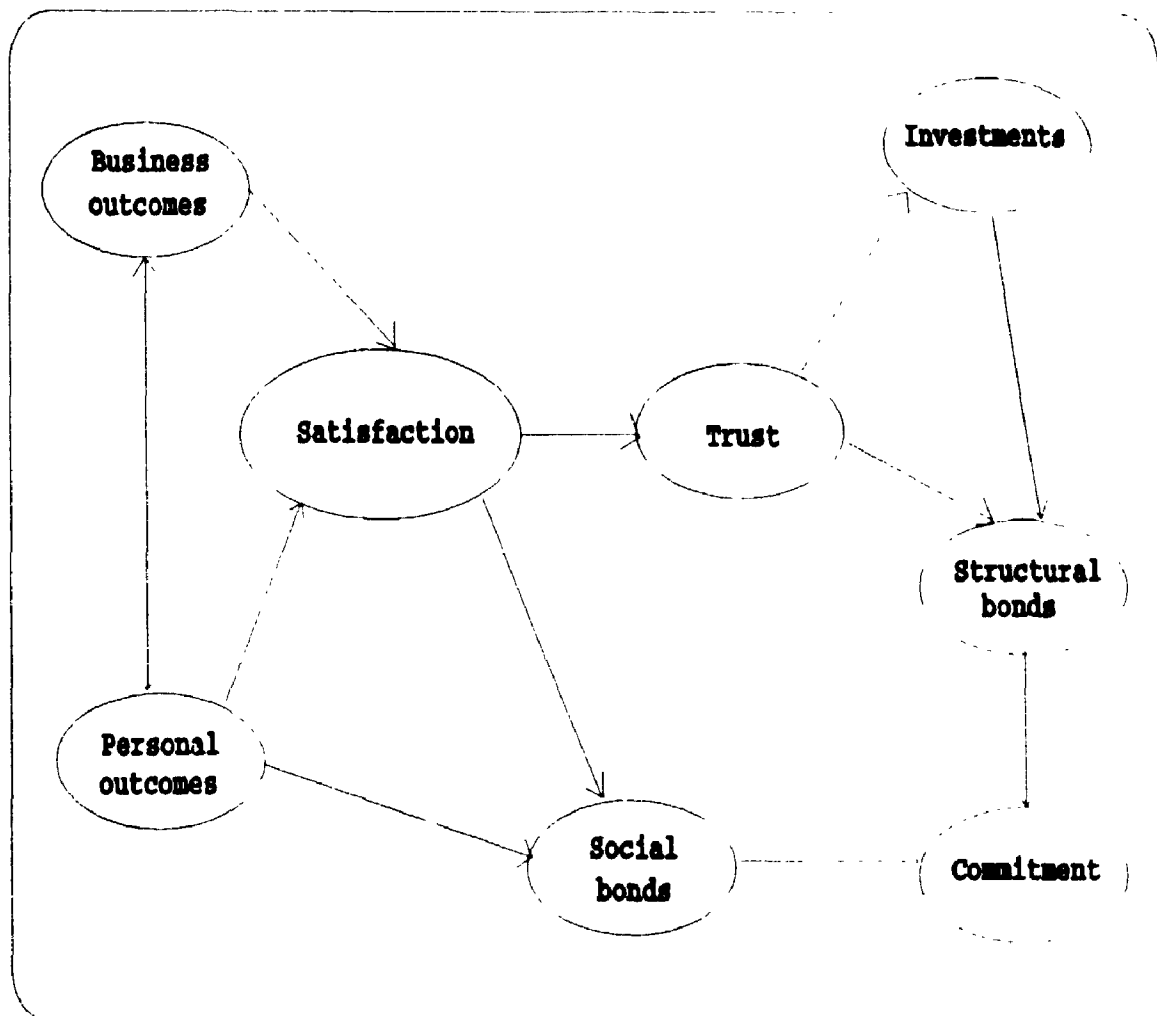 Investments
Business
outcomes
Satisfaction
Trust
Structural
bonds
Personal
outcomes
Social
bonds
Commitment